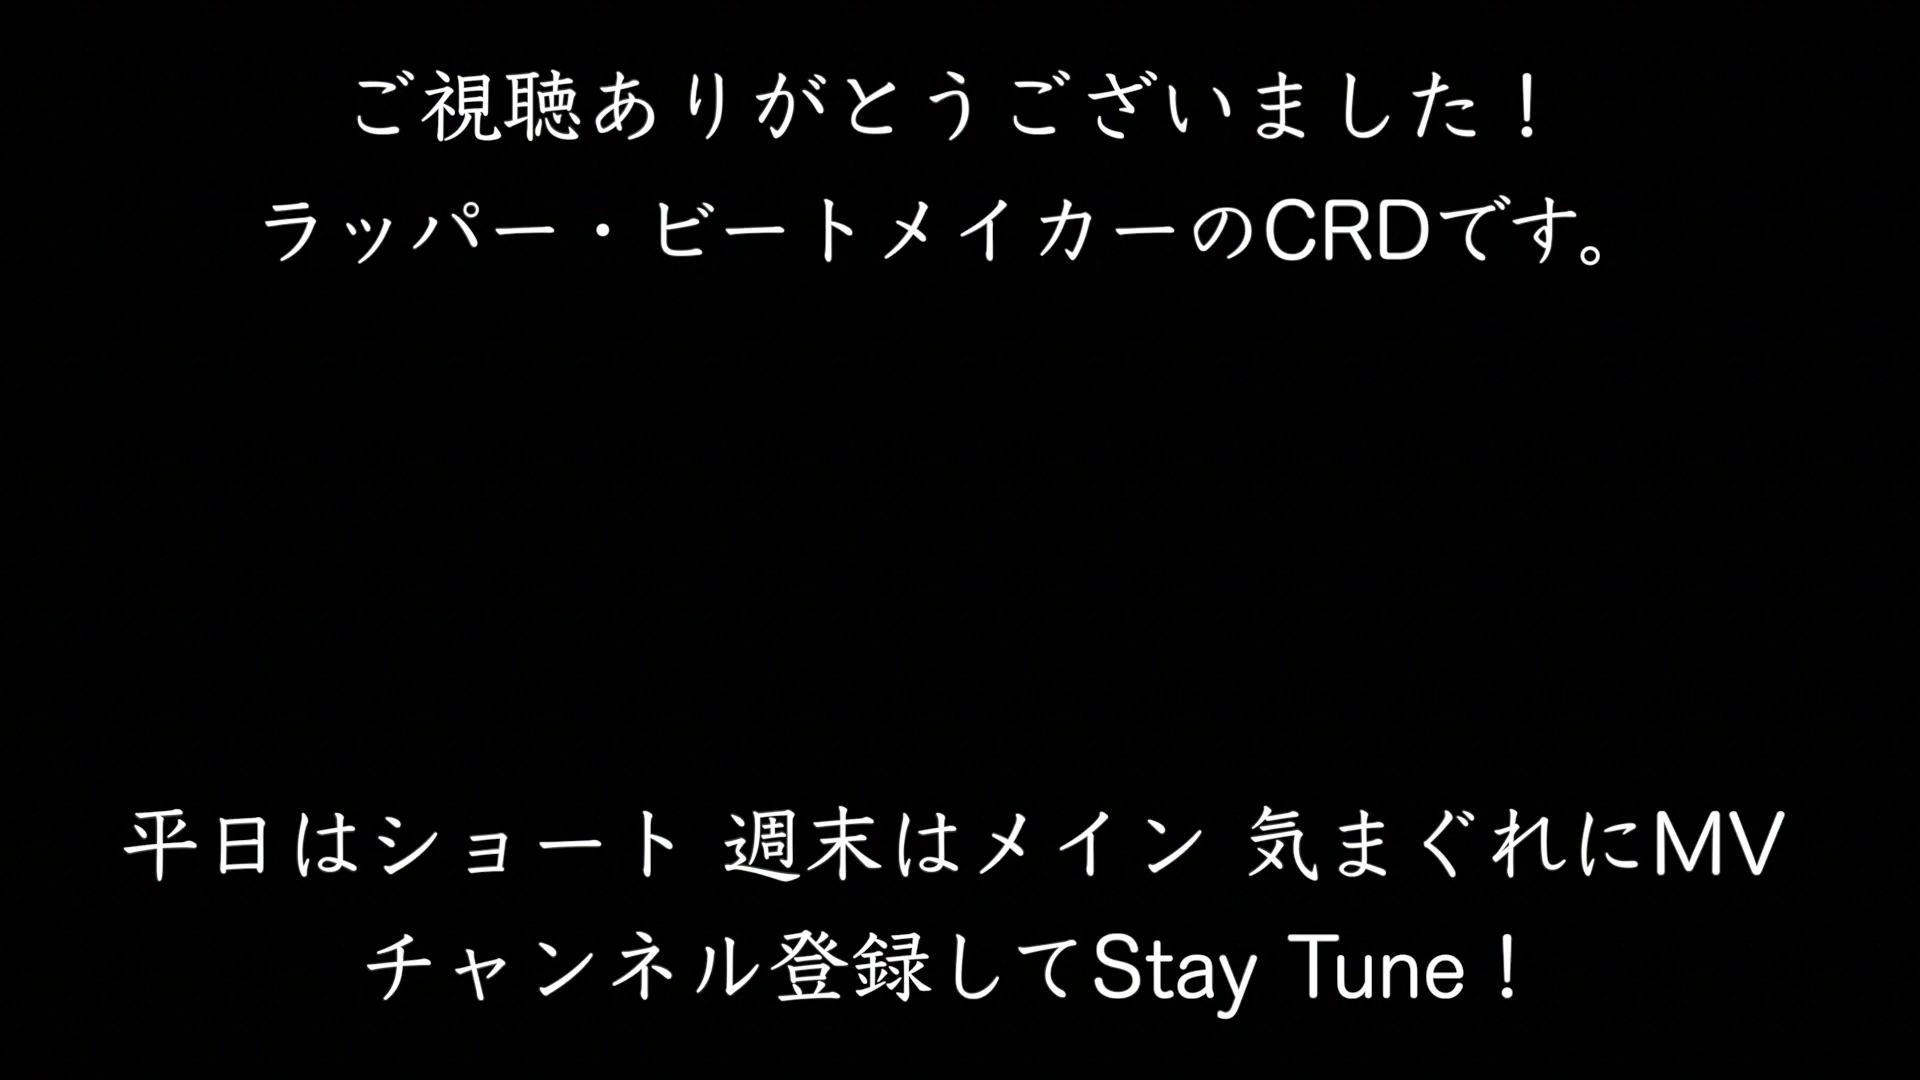 ご視聴ありがとうございました！
ラッパー・ビートメイカーのCRDです。
平日はショート 週末はメイン 気まぐれにMV
チャンネル登録してStay Tune！